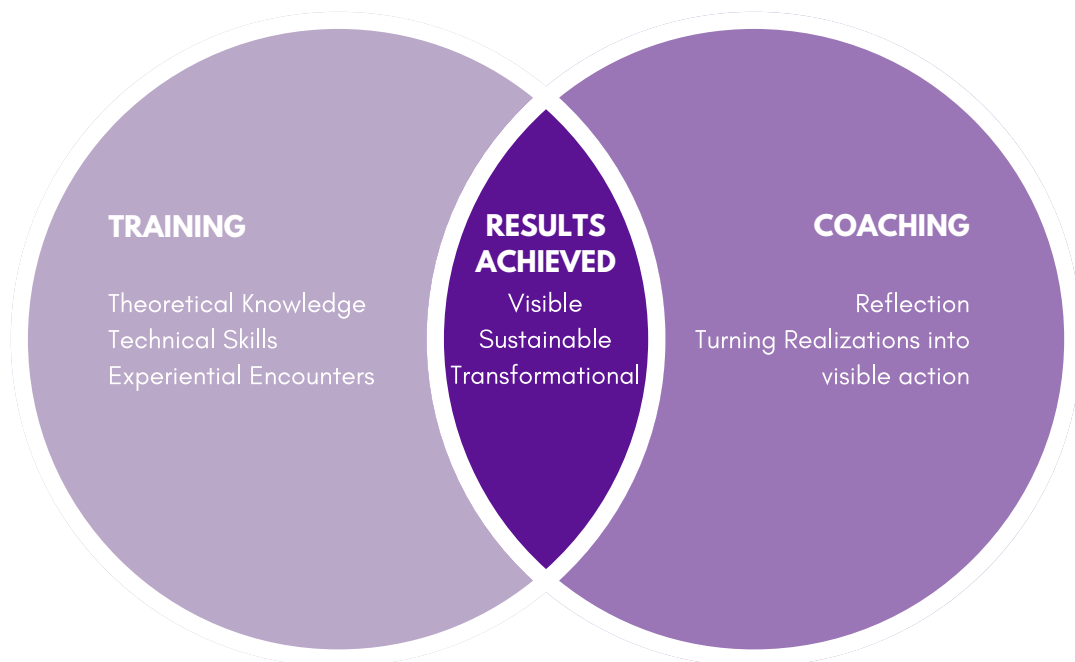 TRAINING
Theoretical Knowledge
Technical Skills
Experiential Encounters
RESULTS
ACHIEVED
Visible
Sustainable
Transformational
COACHING
Reflection
Turning Realizations into
visible action